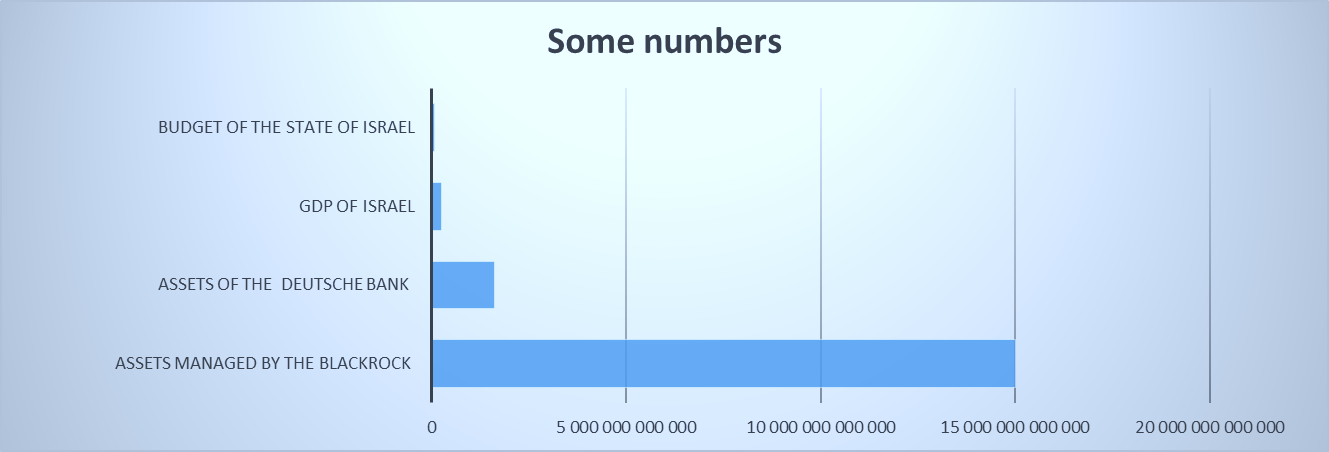 Some numbers
BUDGET OF THE STATE OF ISRAEL
GDP OF ISRAEL
ASSETS OF THE  DEUTSCHE BANK
ASSETS MANAGED BY THE BLACKROCK
0 5 000 000 000 000 10 000 000 000 000 15 000 000 000 000 20 000 000 000 000